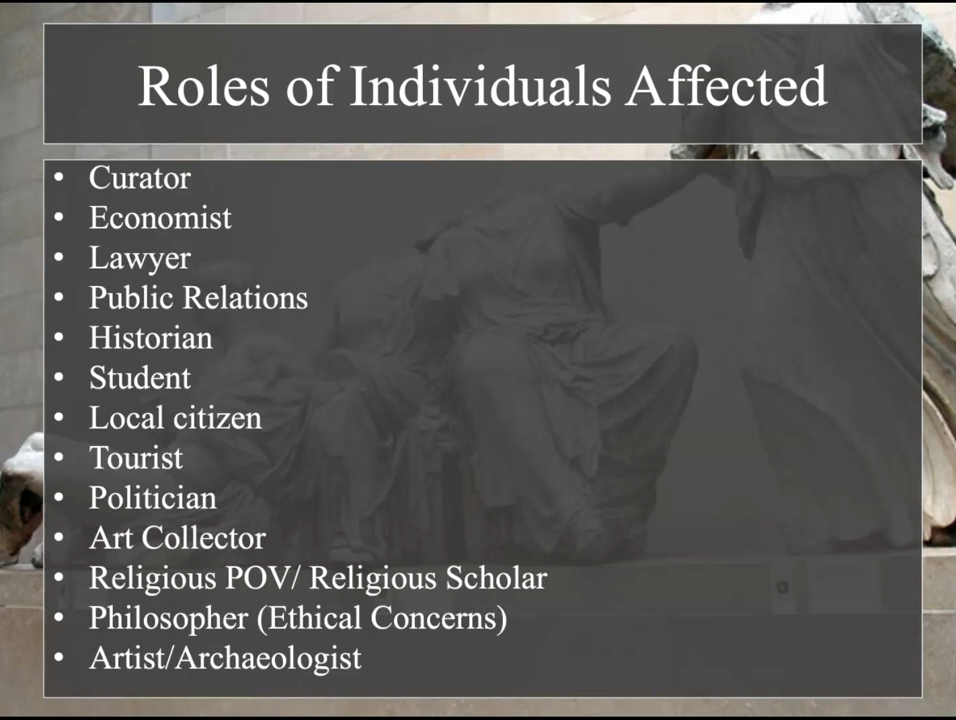 Roles of Individuals Affected
• Curator
• Economist
• Lawyer
• Public Relations
• Historian
• Student
• Local citizen
• Tourist
• Politician
• Art Collector
• Religious POV/ Religious Scholar
• Philosopher (Ethical Concerns)
• Artist/Archaeologist